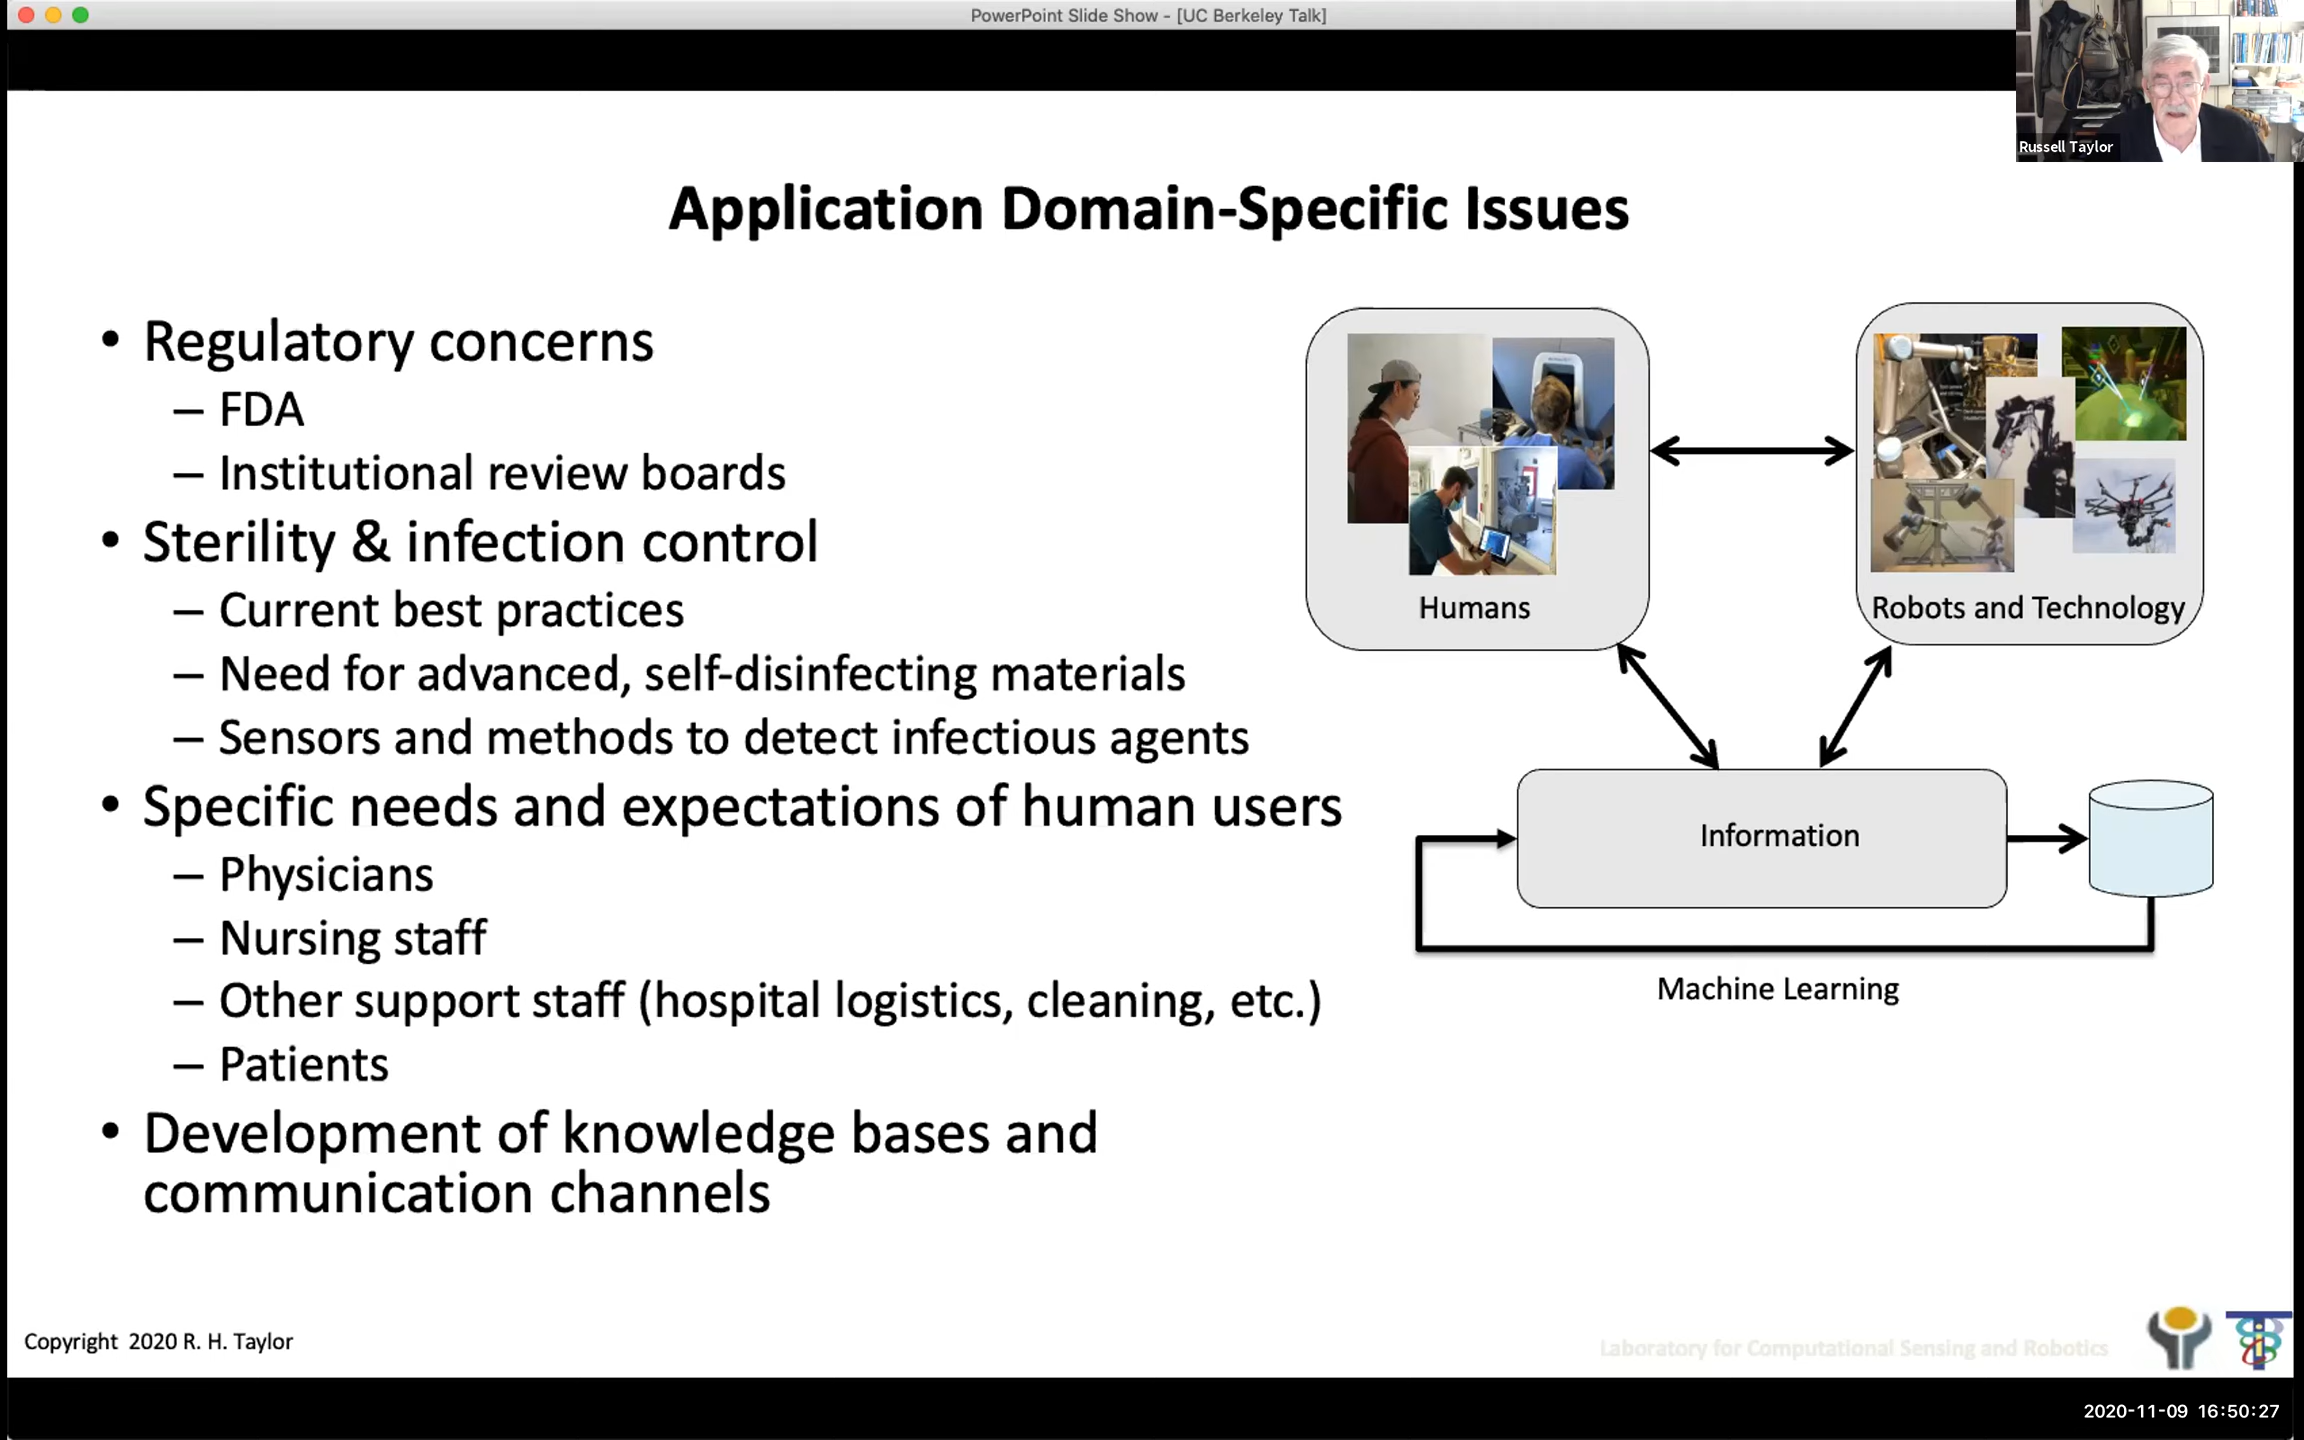 PowerPoint Slide Show - [UC Berkeley Talk]
Russell Taylor
Application Domain-Specific Issues
• Regulatory concerns
– FDA
– Institutional review boards
• Sterility & infection control
– Current best practices
– Need for advanced, self-disinfecting materials
– Sensors and methods to detect infectious agents
• Specific needs and expectations of human users
– Physicians
– Nursing staff
– Other support staff (hospital logistics, cleaning, etc.)
– Patients
• Development of knowledge bases and
communication channels
Humans
Robots and Technology
Information
Machine Learning
Copyright 2020 R. H. Taylor
Laboratory for Computational Sensing and Robotics
2020-11-09 16:50:27